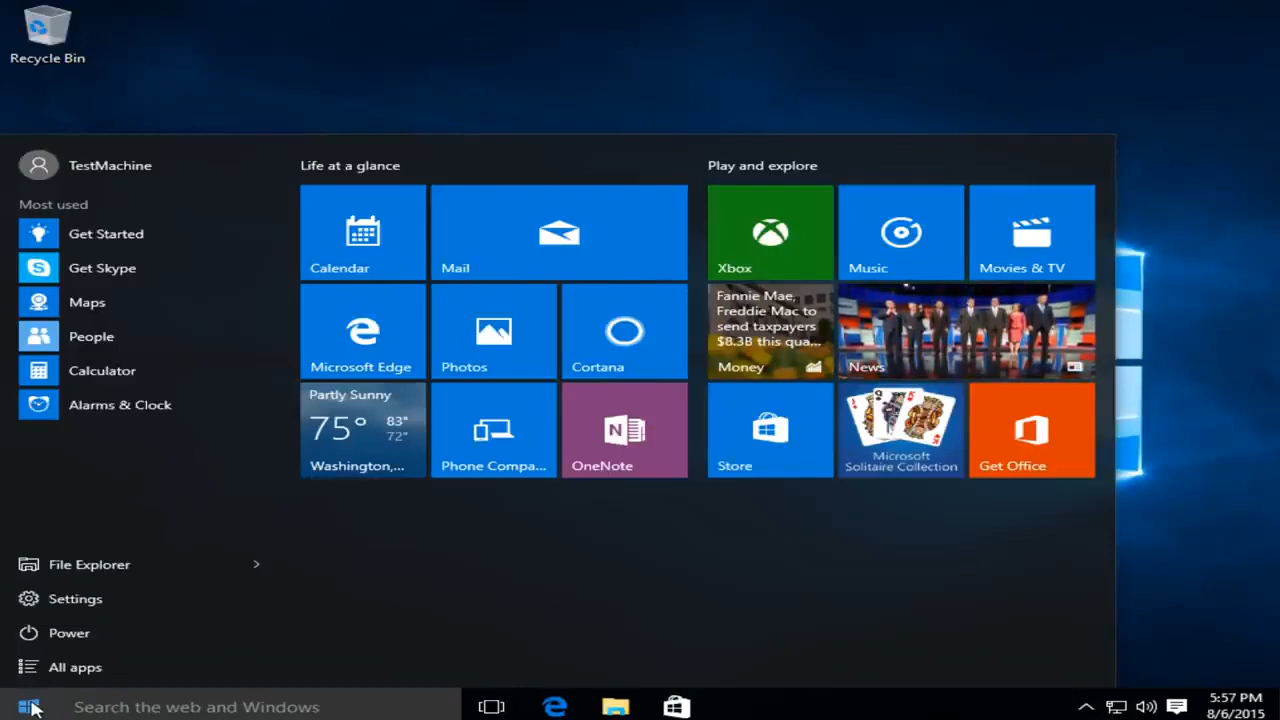 Recycle Bin
TestMachine
Most used
Get Started
Get Skype
Maps
People
Calculator
Alarms & Clock
File Explorer
Settings
Power
All apps
Life at a glance
Calendar
Mail
Microsoft Edge
Photos
Cortana
Partly Sunny
75° 83°
72°
Washington,...
Phone Compa...
N
OneNote
Play and explore
Xbox
Music
Movies & TV
Fannie Mae,
Freddie Mac to
send taxpayers
$8.3B this qua...
Money
News
Store
Microsoft
Solitaire Collection
Get Office
Search the web and Windows
5:57 PM
8/6/2015